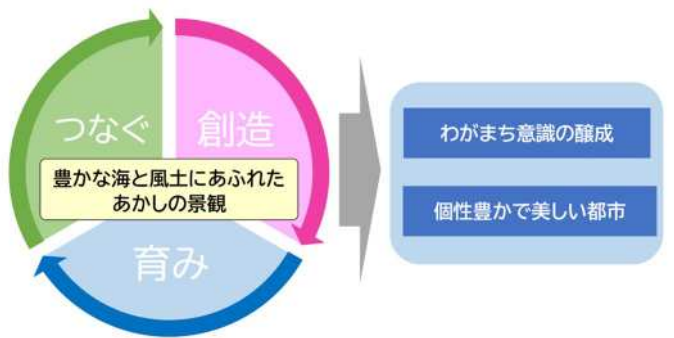 つなぐ
創造
豊かな海と風土にあふれた
あかしの景観
育み
わがまち意識の醸成
個性豊かで美しい都市